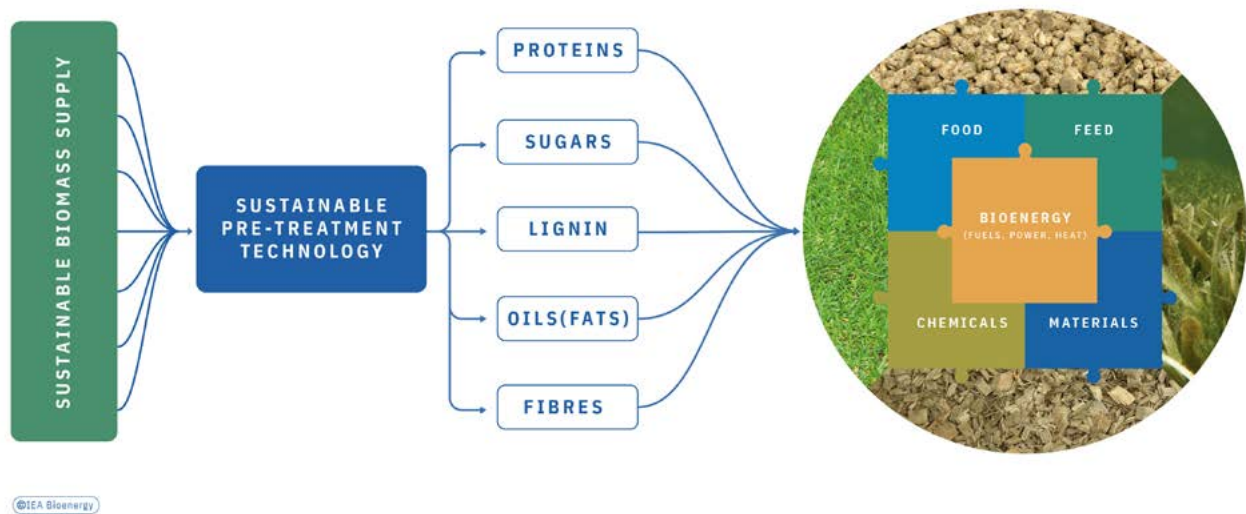 SUSTAINABLE BIOMASS SUPPLY
SUSTAINABLE
PRE-TREATMENT
TECHNOLOGY
PROTEINS
SUGARS
LIGNIN
OILS(FATS)
FIBRES
FOOD
FEED
BIOENERGY
(FUELS, POWER, HEAT)
CHEMICALS
MATERIALS
©IEA Bioenergy